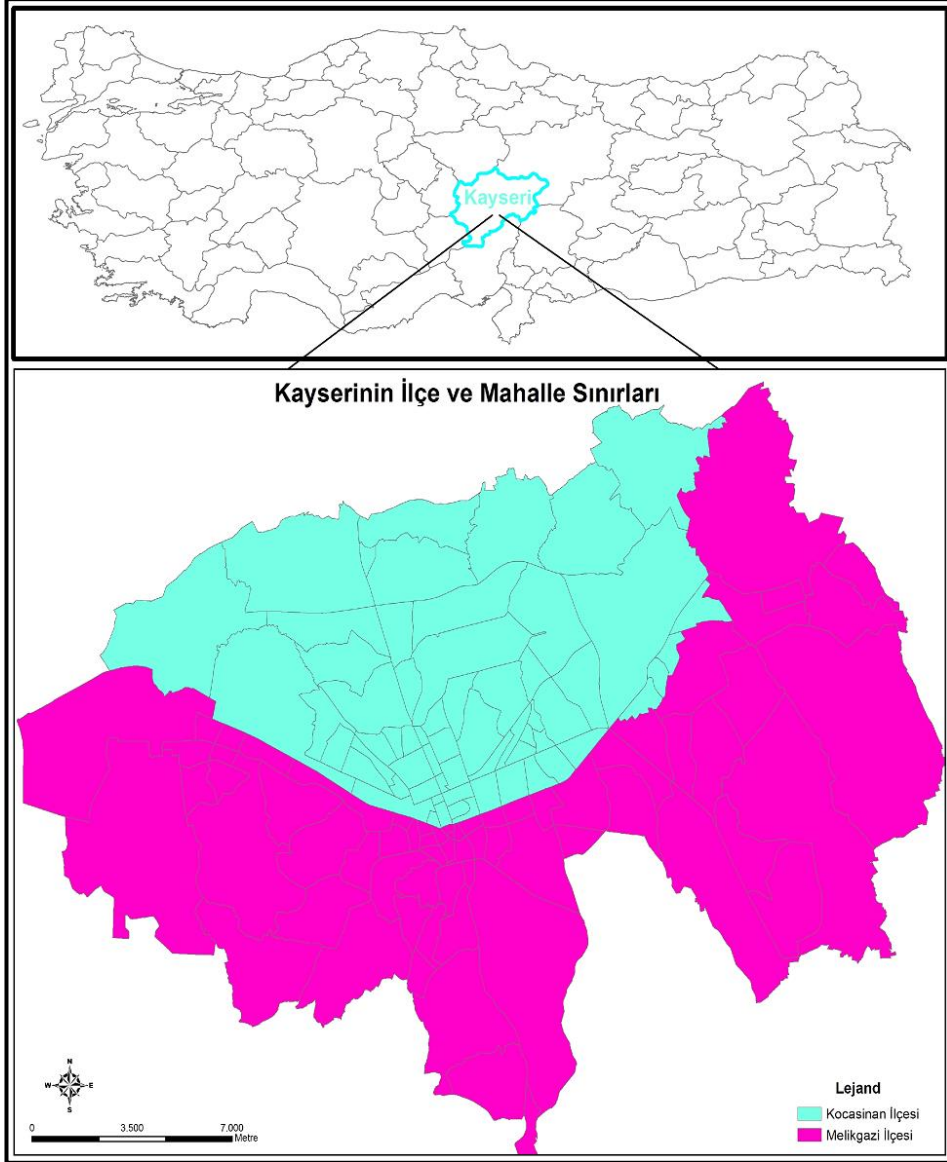 Kayseri
Kayserinin İlçe ve Mahalle Sınırları
N
W E
S
0 3.500 7.000
Metre
Lejand
Kocasinan İlçesi
Melikgazi İlçesi